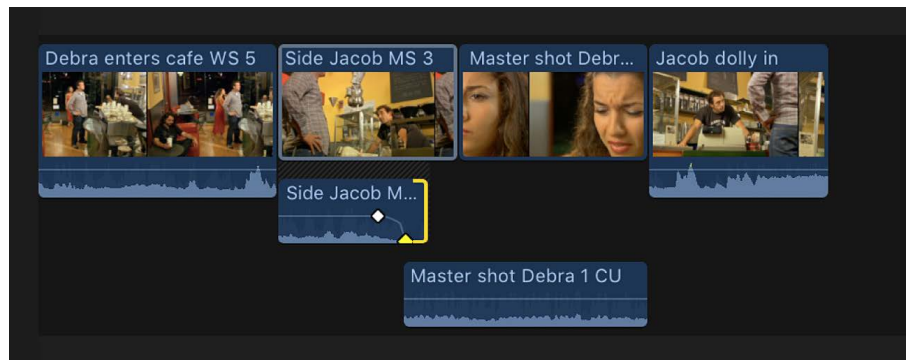 Debra enters cafe WS 5
Side Jacob MS 3
Master shot Debr...
Jacob dolly in
Side Jacob M...
Master shot Debra 1 CU